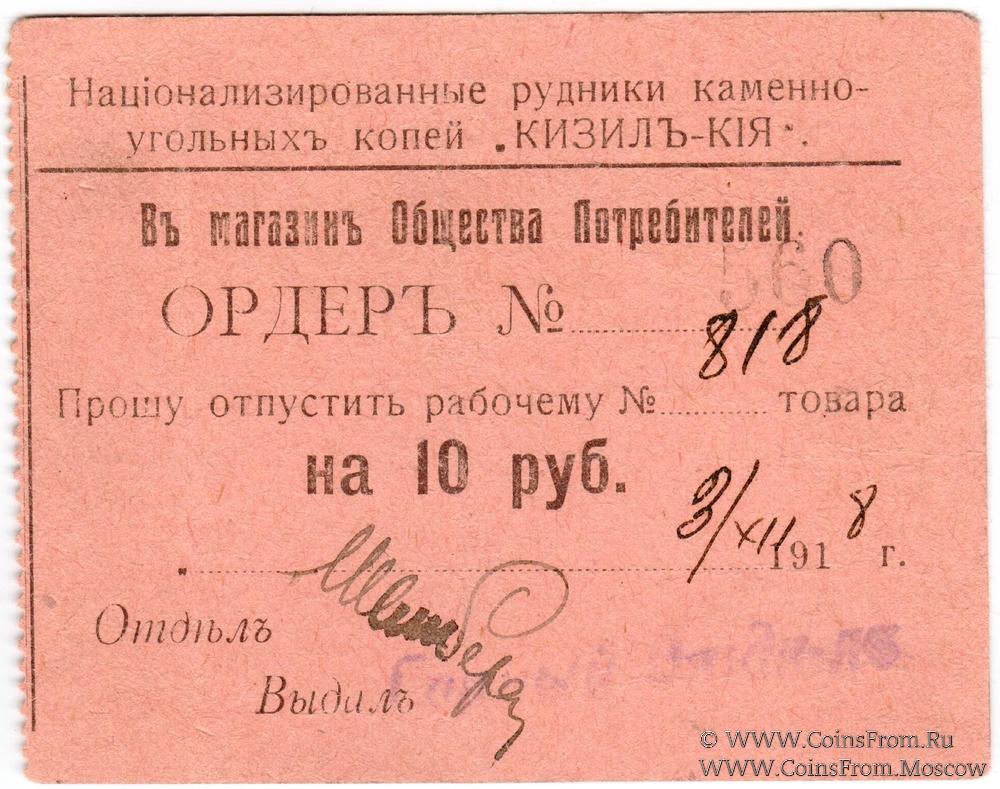 Націонализированные рудники каменно-
угольныхъ копей „КИЗИЛЪ-КІЯ“.
Въ магазинъ Общества Потребителей.
560
ОРДЕРЪ №
818
Прошу отпустить рабочему № товара
на 10 руб.
3/XII 1918 г.
Отдѣлъ
Выдалъ
© WWW.CoinsFrom.Ru
WWW.CoinsFrom.Moscow